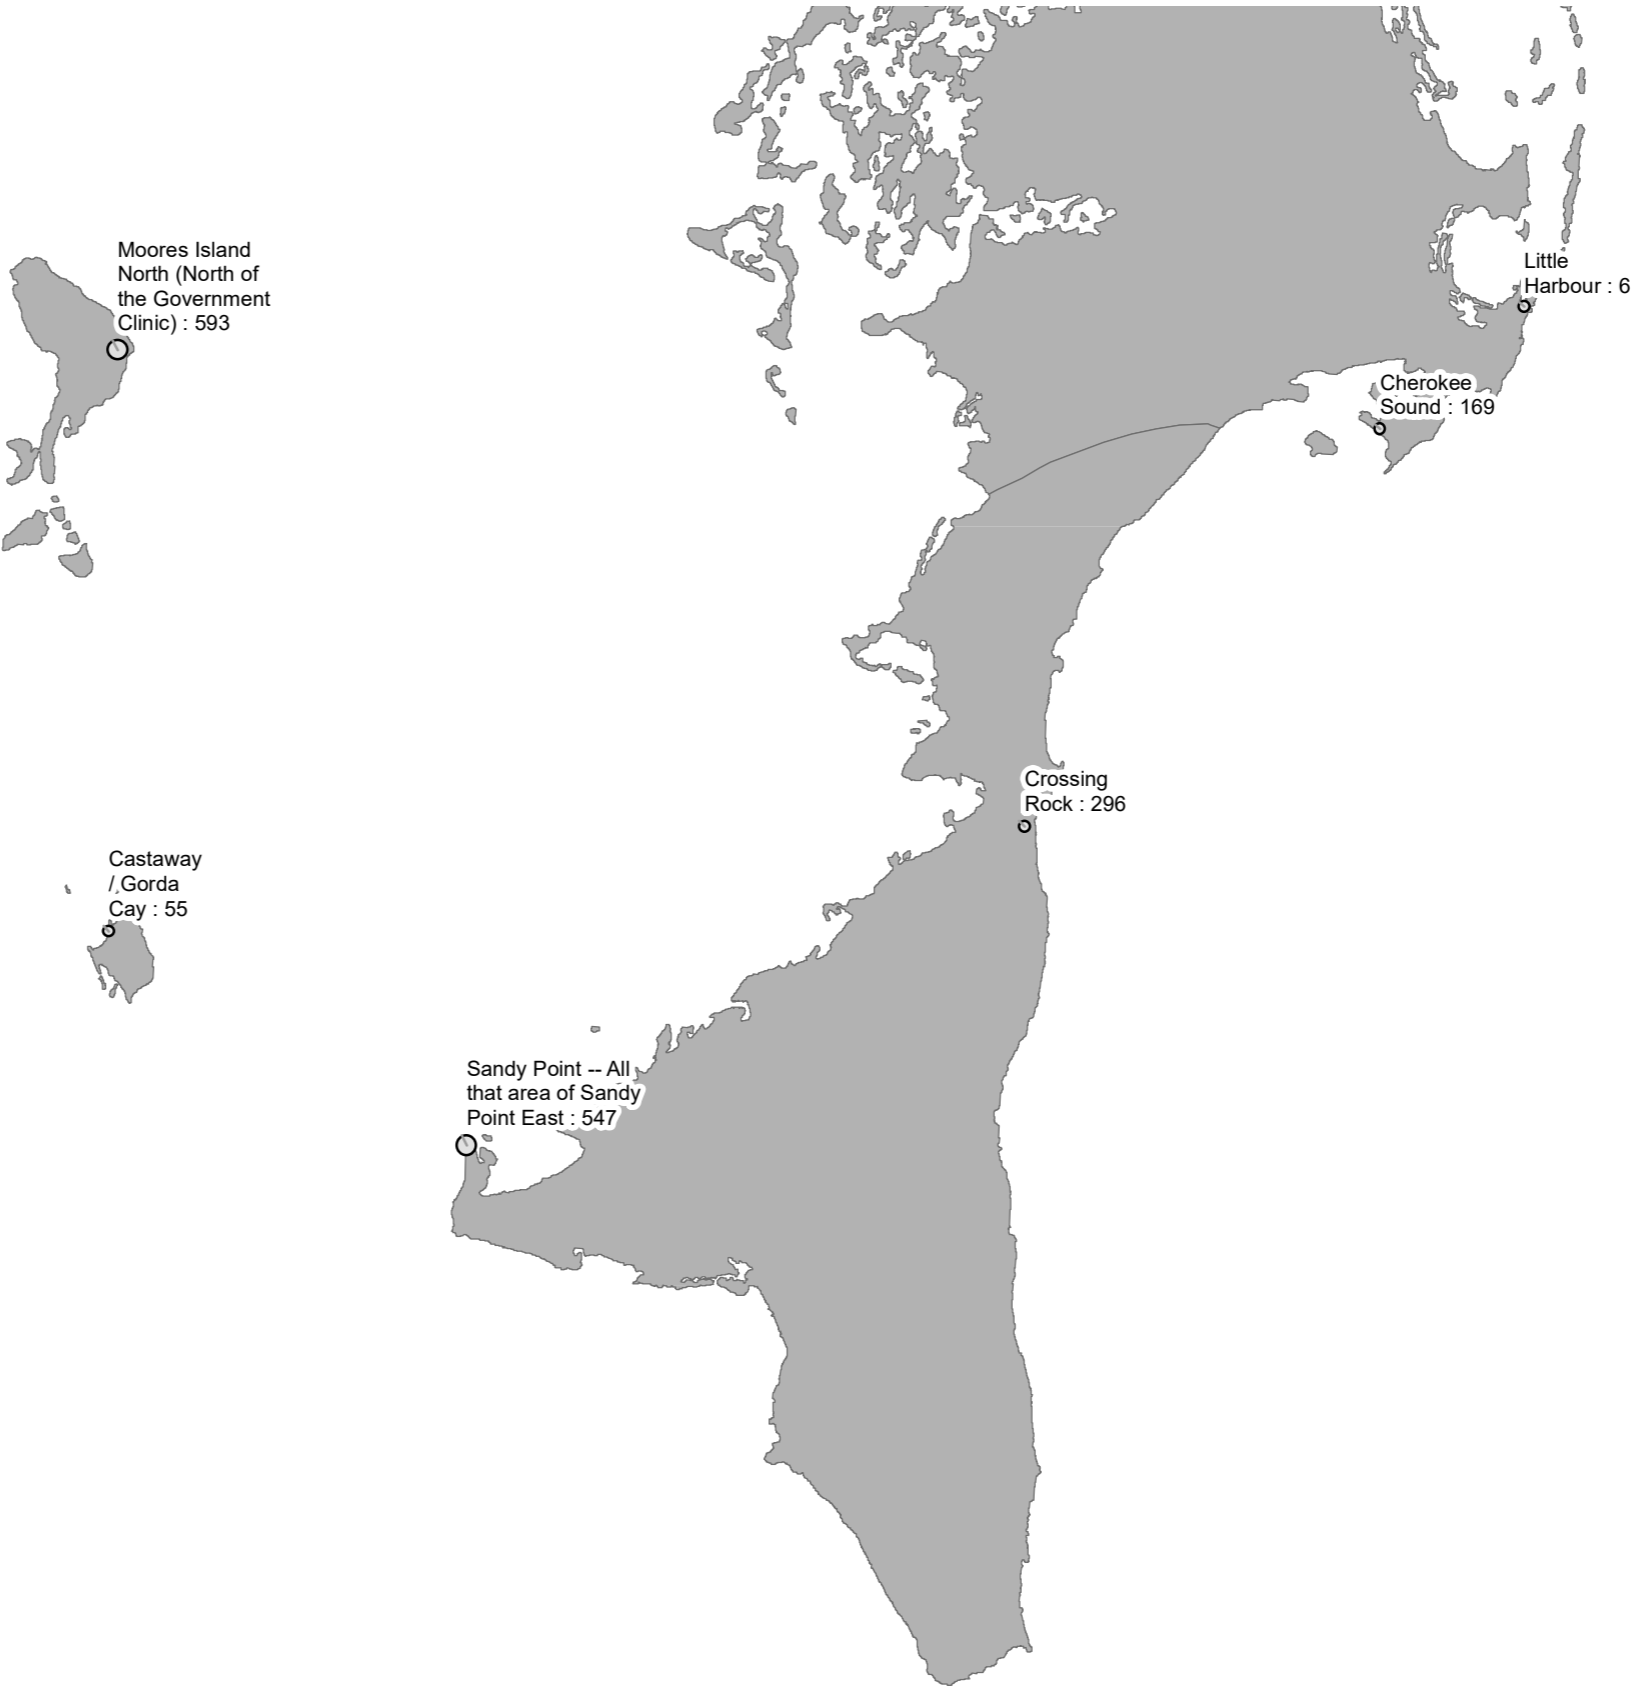 Moores Island
North (North of
the Government
Clinic) : 593
Little
Harbour : 6
Cherokee
Sound : 169
Crossing
Rock : 296
Castaway
/ Gorda
Cay : 55
Sandy Point -- All
that area of Sandy
Point East : 547